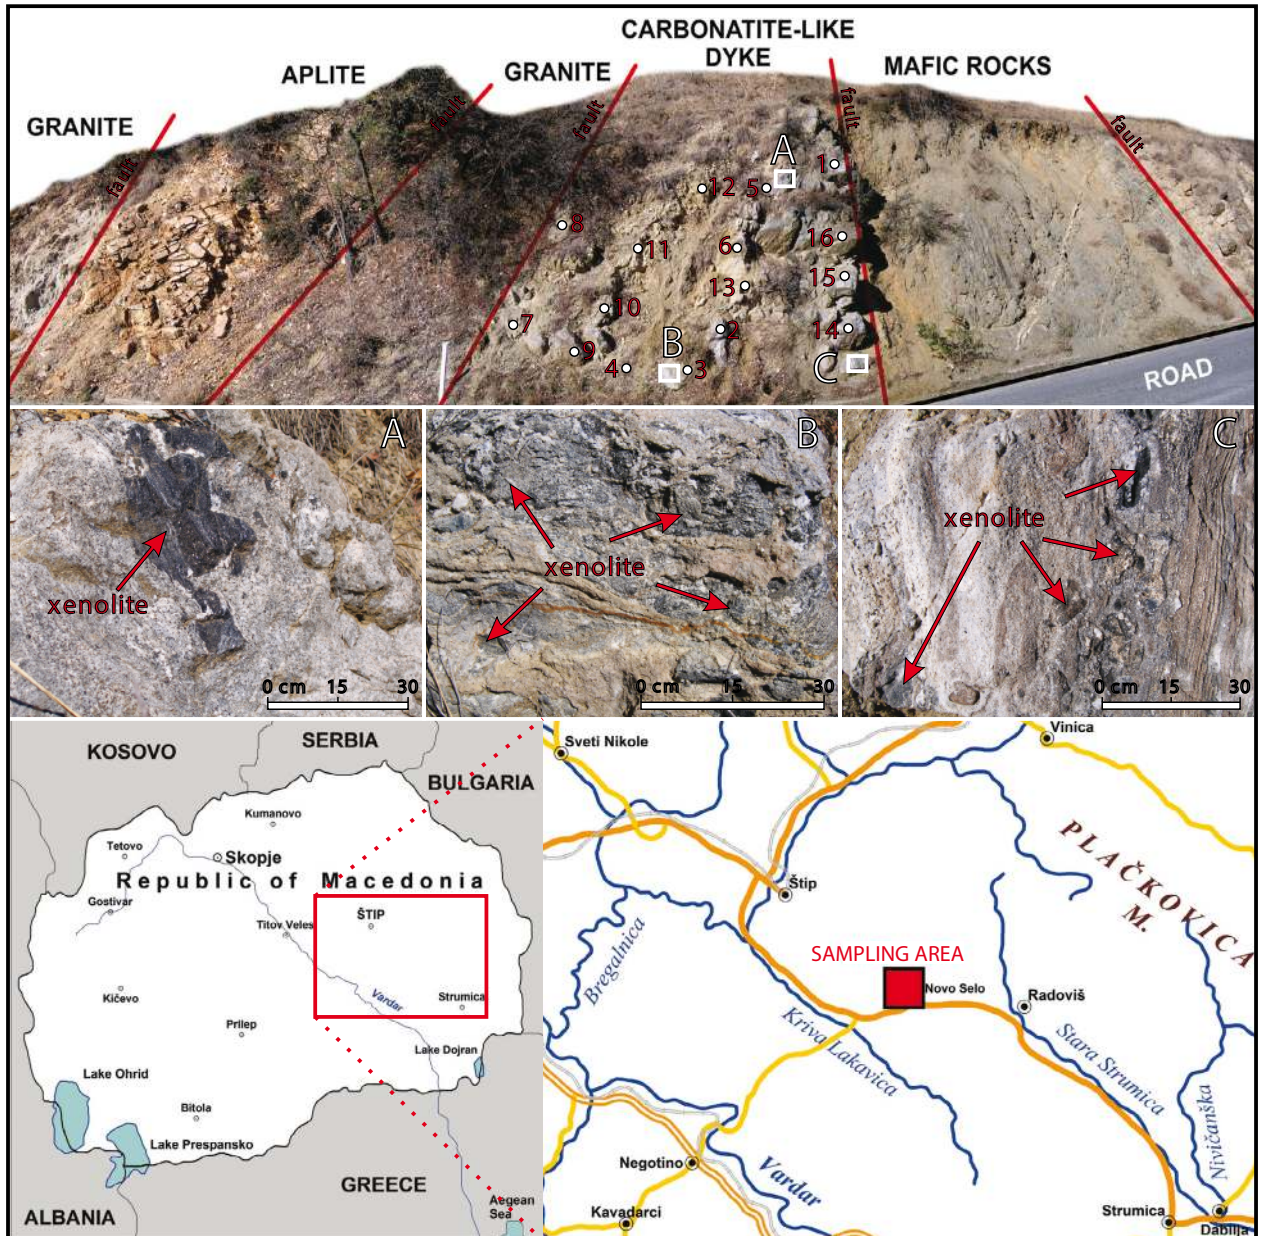 CARBONATITE-LIKE
DYKE
GRANITE
APLITE
GRANITE
MAFIC ROCKS
fault
fault
fault
fault
fault
A
1
12
5
8
11
6
16
13
15
10
7
2
14
9
B
4
3
C
ROAD
A
xenolite
0 cm 15 30
B
xenolite
0 cm 15 30
C
xenolite
0 cm 15 30
KOSOVO
SERBIA
BULGARIA
Kumanovo
Tetovo
Skopje
Republic of Macedonia
Gostivar
ŠTIP
Titov Veles
Kičevo
Vardar
Strumica
Prilep
Lake Dojran
Lake Ohrid
Bitola
Lake Prespansko
GREECE
Aegean
Sea
ALBANIA
Sveti Nikole
Vinica
PLAČKOVICA
M.
Štip
Bregalnica
SAMPLING AREA
Novo Selo
Radoviš
Kriva Lakavica
Stara Strumica
Nivičanška
Negotino
Vardar
Kavadarci
Strumica
Dabilja